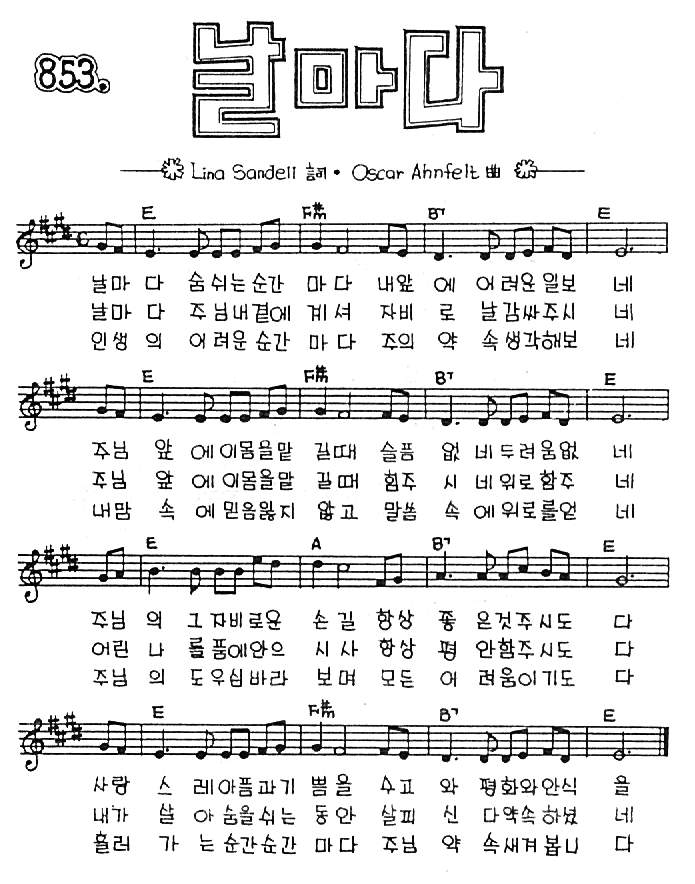 853.
날마다
Lina Sandell 詞 · Oscar Ahnfelt 曲
E F#m B7 E
날마 다 숨쉬는순간 마다 내앞 에 어려운일보 네
날마 다 주님내곁에 계셔 자비 로 날감싸주시 네
인생 의 어려운순간 마다 주의 약 속생각해보 네
E F#m B7 E
주님 앞 에이몸을맡 길때 슬픔 없 네두려움없 네
주님 앞 에이몸을맡 길때 힘주 시 네위로함주 네
내맘 속 에믿음잃지 않고 말씀 속 에위로를얻 네
E A B7 E
주님 의 그자비로운 손길 항상 좋 은것주시도 다
어린 나 를품에안으 시사 항상 평 안함주시도 다
주님 의 도우심바라 보며 모든 어 려움이기도 다
E F#m B7 E
사랑 스 레아픔과기 쁨을 수고 와 평화와안식 을
내가 살 아숨을쉬는 동안 살피 신 다약속하셨 네
흘러 가 는순간순간 마다 주님 약 속새겨봅니 다